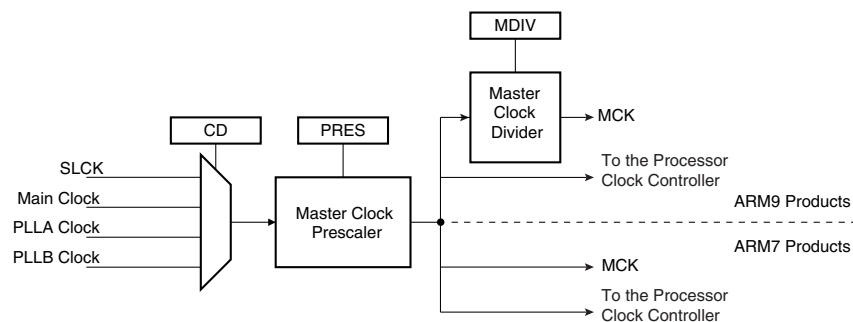 MDIV
Master
Clock
Divider
MCK
CD
PRES
SLCK
Main Clock
PLLA Clock
PLLB Clock
Master Clock
Prescaler
To the Processor
Clock Controller
ARM9 Products
ARM7 Products
MCK
To the Processor
Clock Controller